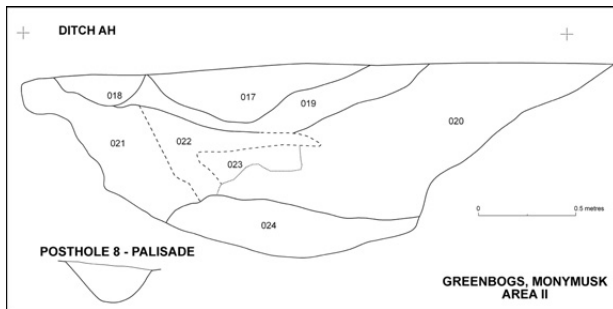 DITCH AH
018
017
019
020
021
022
023
024
0
0.5 metres
POSTHOLE 8 - PALISADE
GREENBOGS, MONYMUSK
AREA II